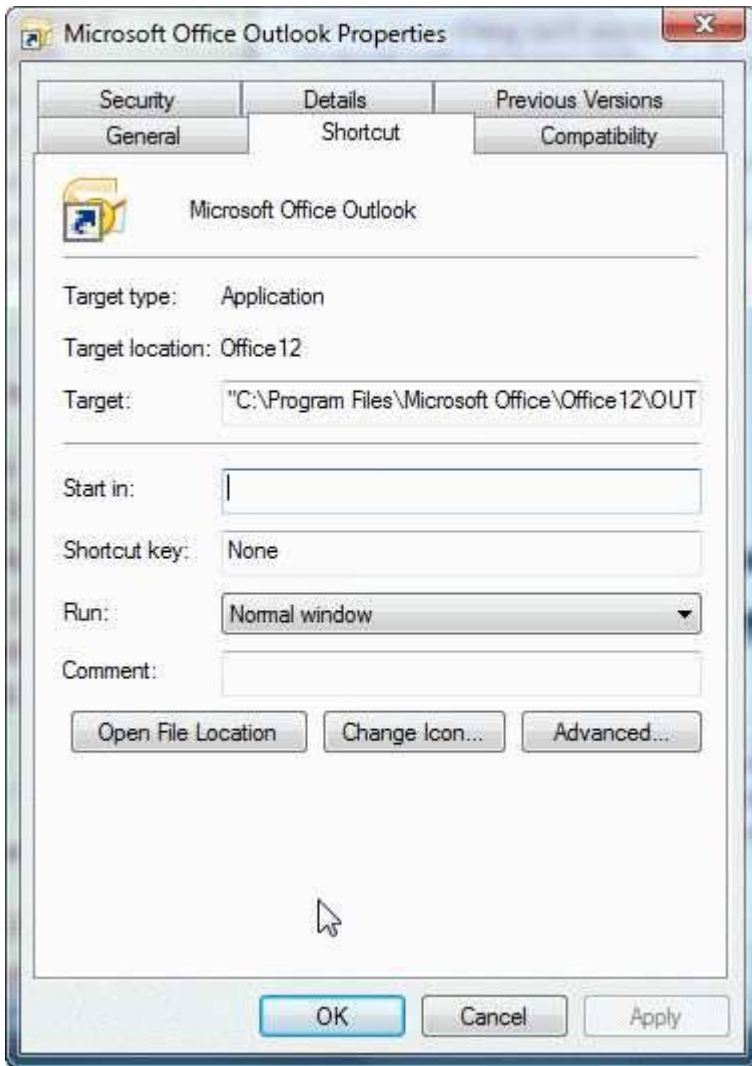 Microsoft Office Outlook Properties
Security Details Previous Versions
General Shortcut Compatibility
Microsoft Office Outlook
Target type: Application
Target location: Office12
Target: "C:\Program Files\Microsoft Office\Office12\OUT
Start in:
Shortcut key: None
Run: Normal window
Comment:
Open File Location Change Icon... Advanced...
OK Cancel Apply